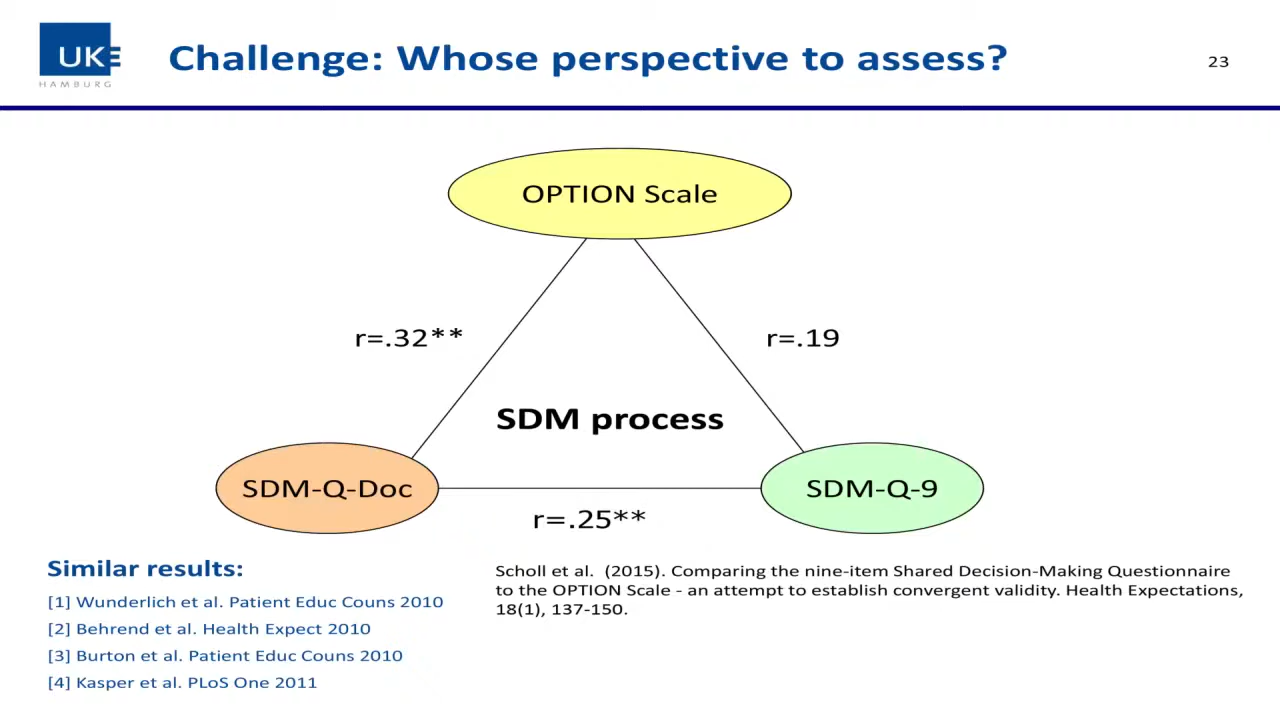 UKE
HAMBURG
Challenge: Whose perspective to assess?
23
OPTION Scale
r=.32**
r=.19
SDM process
SDM-Q-Doc
SDM-Q-9
r=.25**
Similar results:
[1] Wunderlich et al. Patient Educ Couns 2010
[2] Behrend et al. Health Expect 2010
[3] Burton et al. Patient Educ Couns 2010
[4] Kasper et al. PLoS One 2011
Scholl et al.  (2015). Comparing the nine-item Shared Decision-Making Questionnaire
to the OPTION Scale - an attempt to establish convergent validity. Health Expectations,
18(1), 137-150.